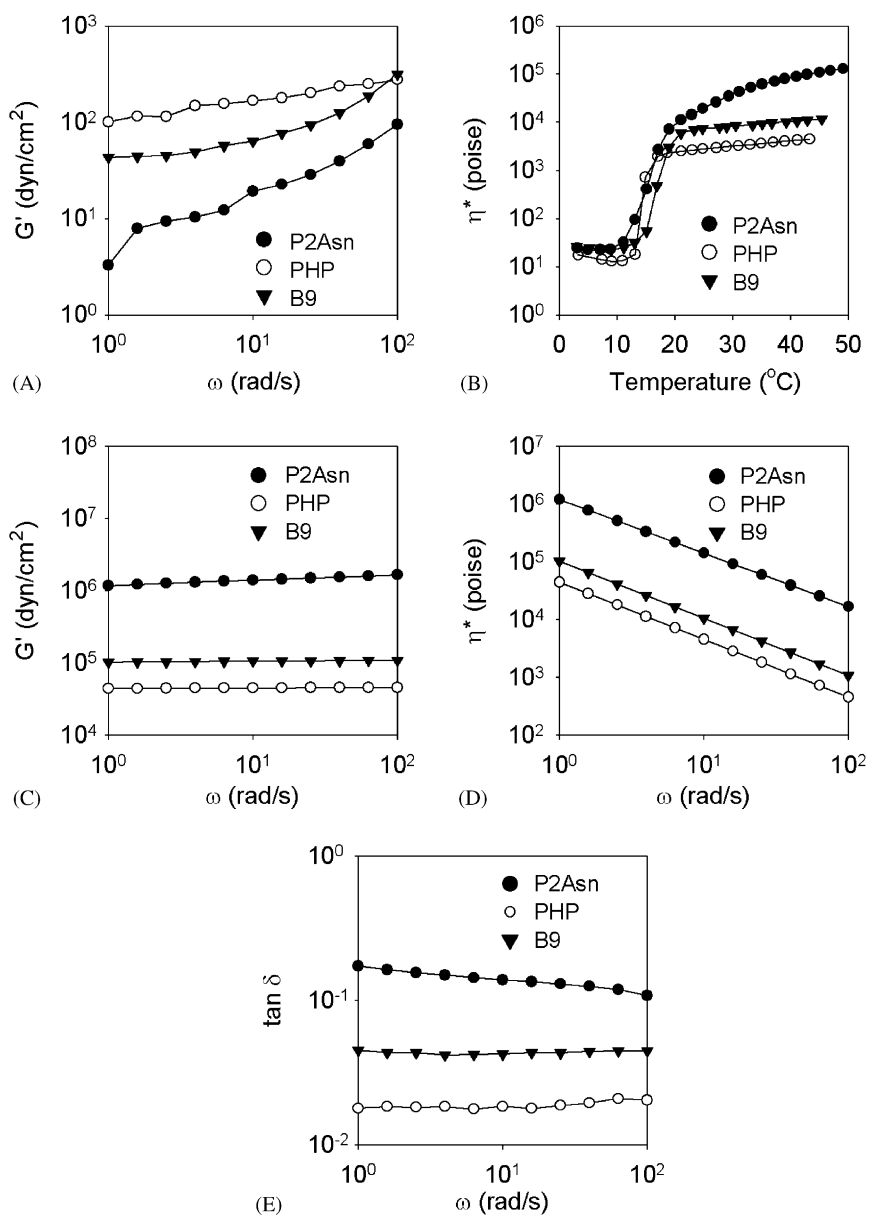 10⁳
10²
10¹
10⁰
G' (dyn/cm²)
P2Asn
PHP
B9
10⁰ 10¹ 10²
(A) ω (rad/s)
10⁶
10⁵
10⁴
10³
10²
10¹
10⁰
η* (poise)
P2Asn
PHP
B9
0 10 20 30 40 50
(B) Temperature (°C)
10⁸
10⁷
10⁶
10⁵
10⁴
G' (dyn/cm²)
P2Asn
PHP
B9
10⁰ 10¹ 10²
(C) ω (rad/s)
10⁷
10⁶
10⁵
10⁴
10³
10²
η* (poise)
P2Asn
PHP
B9
10⁰ 10¹ 10²
(D) ω (rad/s)
10⁰
10⁻¹
10⁻²
tan δ
P2Asn
PHP
B9
10⁰ 10¹ 10²
(E) ω (rad/s)